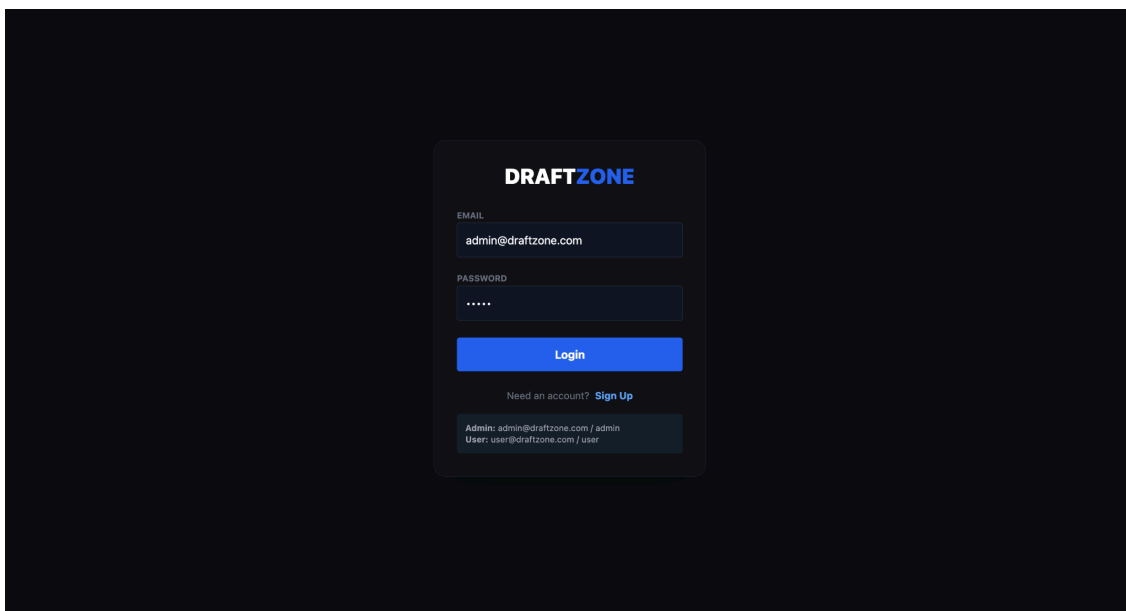 DRAFTZONE
EMAIL
admin@draftzone.com
PASSWORD
•••••
Login
Need an account? Sign Up
Admin: admin@draftzone.com / admin
User: user@draftzone.com / user